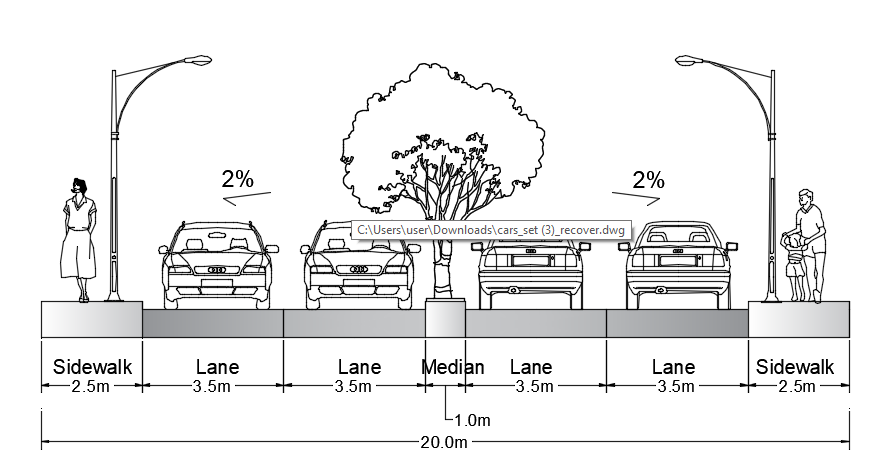 2%
2%
C:\Users\user\Downloads\cars_set (3)_recover.dwg
Sidewalk Lane Lane Median Lane Lane Sidewalk
2.5m 3.5m 3.5m 3.5m 3.5m 2.5m
1.0m
20.0m